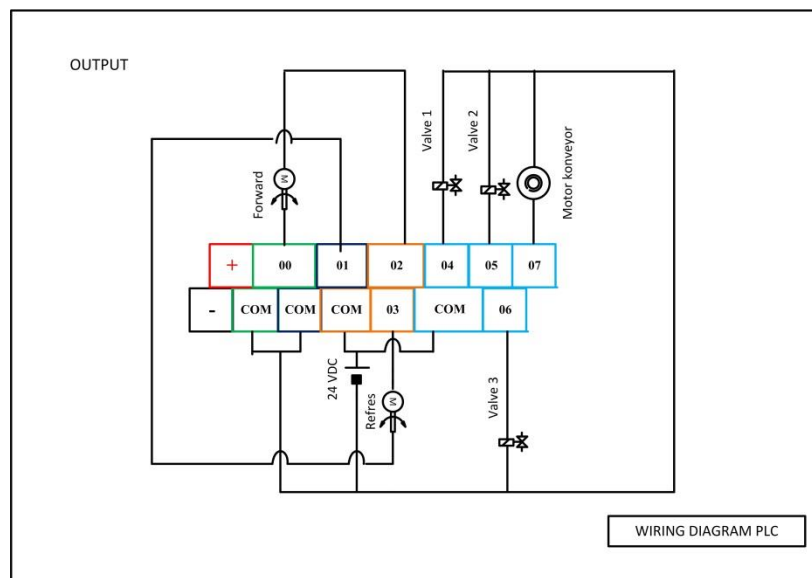 OUTPUT
Forward
M
Valve 1
Valve 2
Motor konveyor
+ 00 01 02 04 05 07
- COM COM COM 03 COM 06
24 VDC
Refres
M
Valve 3
WIRING DIAGRAM PLC